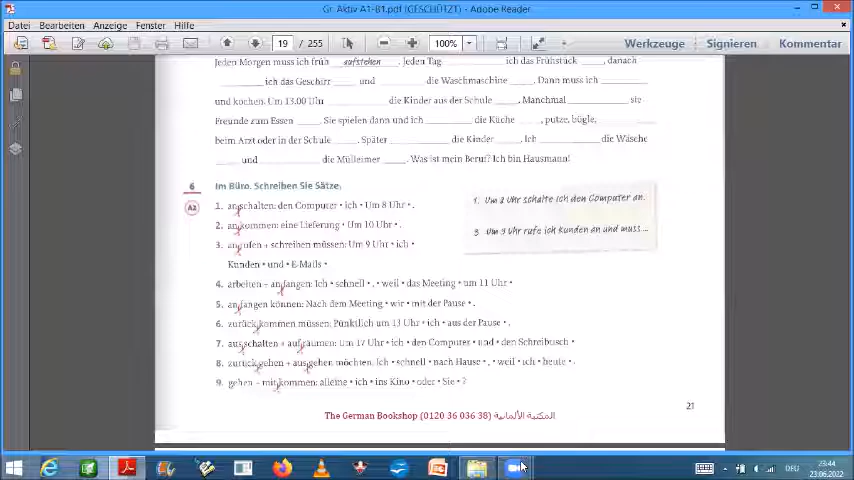 Gr. Aktiv A1-B1.pdf (GESCHÜTZT) - Adobe Reader
Datei Bearbeiten Anzeige Fenster Hilfe
19 / 255 100% Werkzeuge Signieren Kommentar
Jeden Morgen muss ich früh aufstehen. Jeden Tag ich das Frühstück , danach
ich das Geschirr und die Waschmaschine . Dann muss ich
und kochen. Um 13.00 Uhr die Kinder aus der Schule . Manchmal sie
Freunde zum Essen . Sie spielen dann und ich die Küche , putze, bügle,
beim Arzt oder in der Schule . Später die Kinder . Ich die Wäsche
und die Mülleimer . Was ist mein Beruf? Ich bin Hausmann!
6 Im Büro. Schreiben Sie Sätze.
A2
1. anschalten: den Computer • ich • Um 8 Uhr • .
2. ankommen: eine Lieferung • Um 10 Uhr • .
3. anrufen + schreiben müssen: Um 9 Uhr • ich •
Kunden • und • E-Mails •
4. arbeiten + anfangen: Ich • schnell • , • weil • das Meeting • um 11 Uhr •
5. anfangen können: Nach dem Meeting • wir • mit der Pause • .
6. zurückkommen müssen: Pünktlich um 13 Uhr • ich • aus der Pause • .
7. ausschalten + aufräumen: Um 17 Uhr • ich • den Computer • und • den Schreibtisch •
8. zurückgehen + ausgehen möchten: Ich • schnell • nach Hause • , • weil • ich • heute • .
9. gehen + mitkommen: alleine • ich • ins Kino • oder • Sie • ?
1. Um 8 Uhr schalte ich den Computer an.
3 Um 9 Uhr rufe ich Kunden an und muss ...
21
The German Bookshop (0120 36 036 38) المكتبة الألمانية
DEU
23:44
23.06.2022